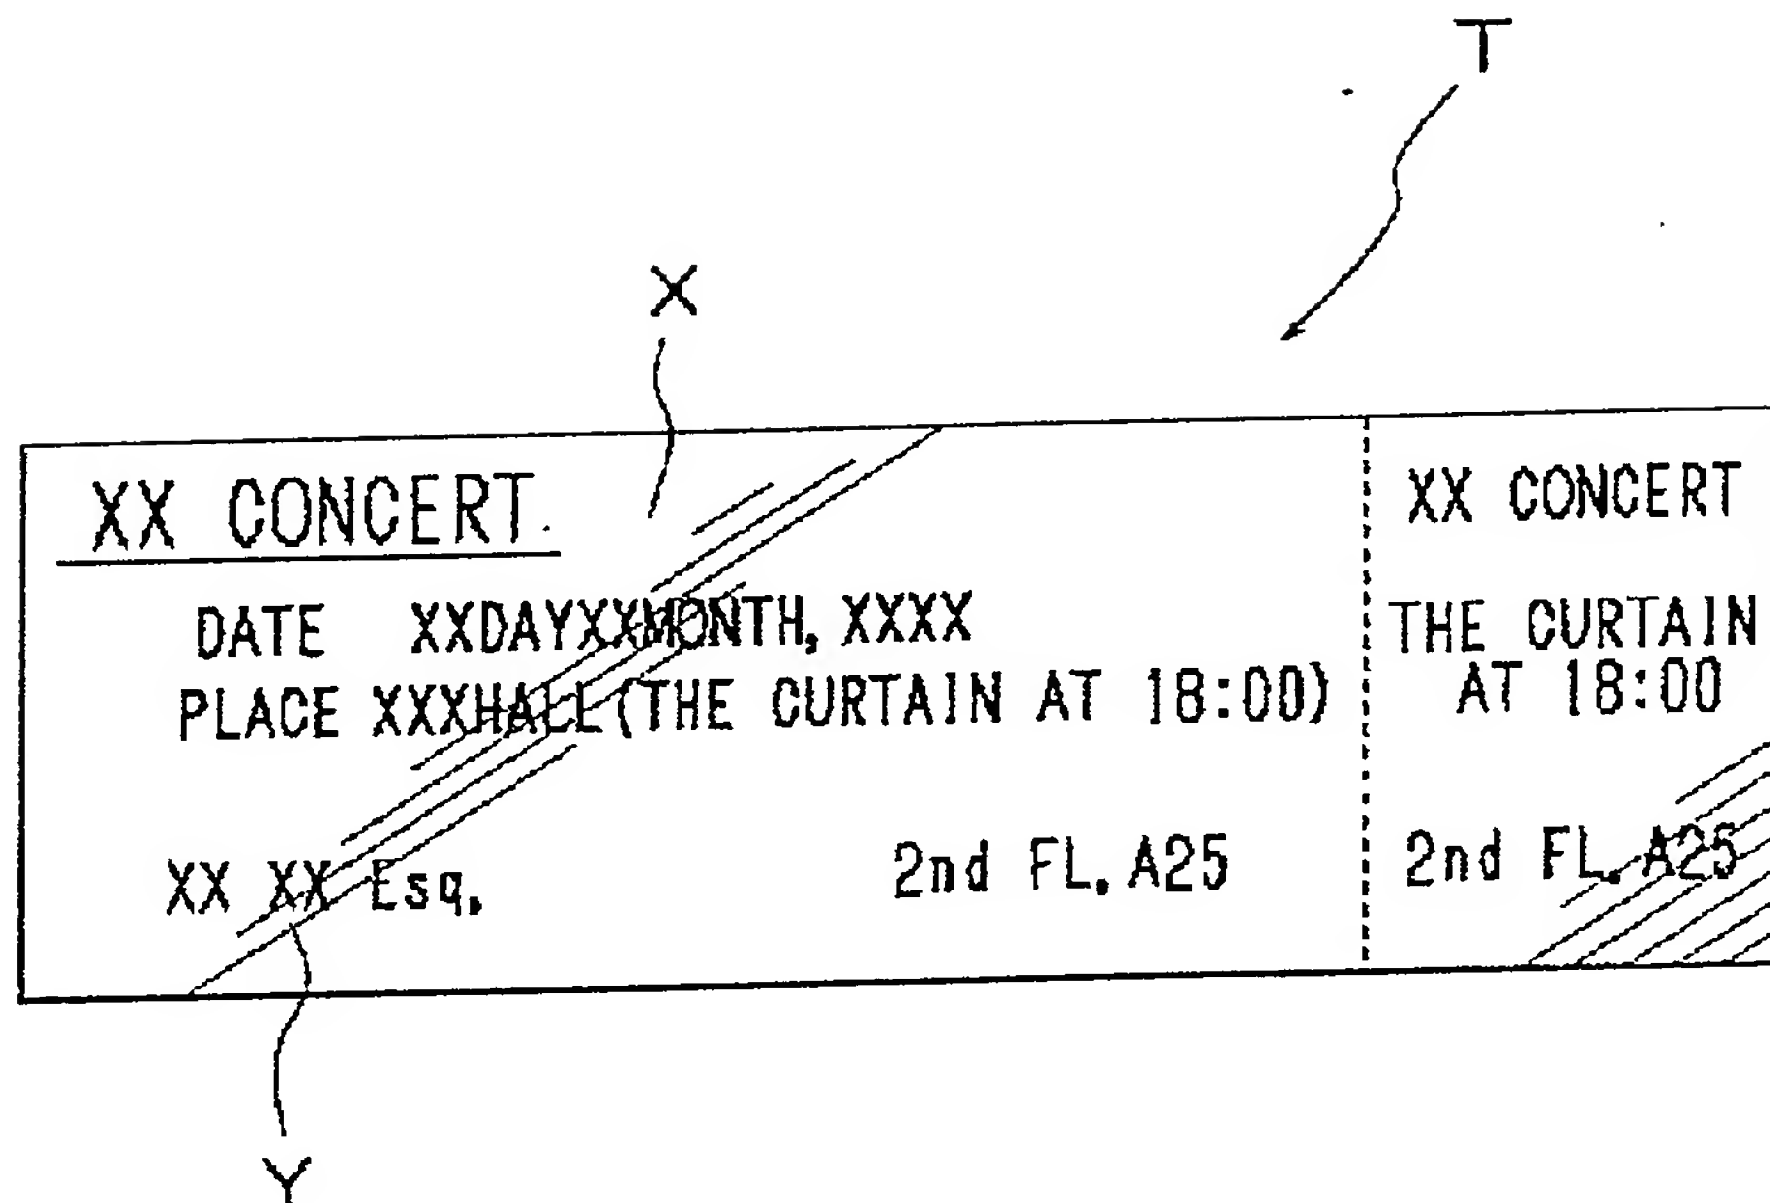 T
X
XX CONCERT
DATE XXDAYXXMONTH, XXXX
PLACE XXXHALL(THE CURTAIN AT 18:00)
XX XX Esq.
2nd FL. A25
XX CONCERT
THE CURTAIN
AT 18:00
2nd FL. A25
Y